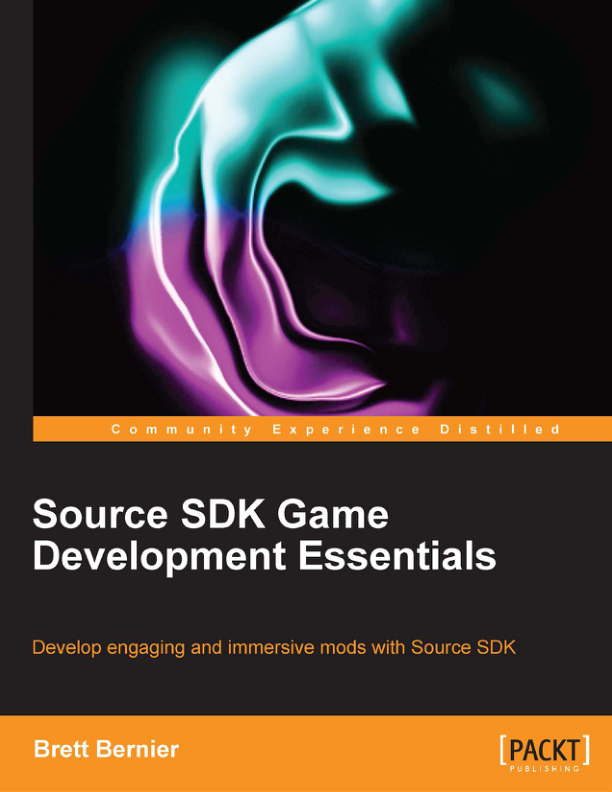 Community Experience Distilled
Source SDK Game
Development Essentials
Develop engaging and immersive mods with Source SDK
Brett Bernier
[PACKT]
PUBLISHING